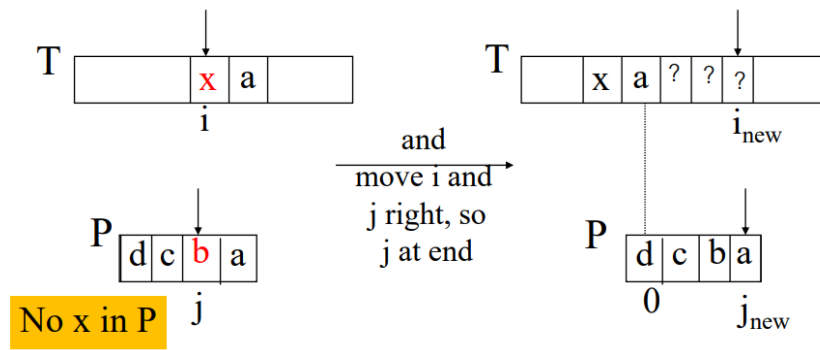 T
x a
i
T
x a ? ? ?
i new
and
move i and
j right, so
j at end
P
d c b a
j
P
d c b a
0
j new
No x in P